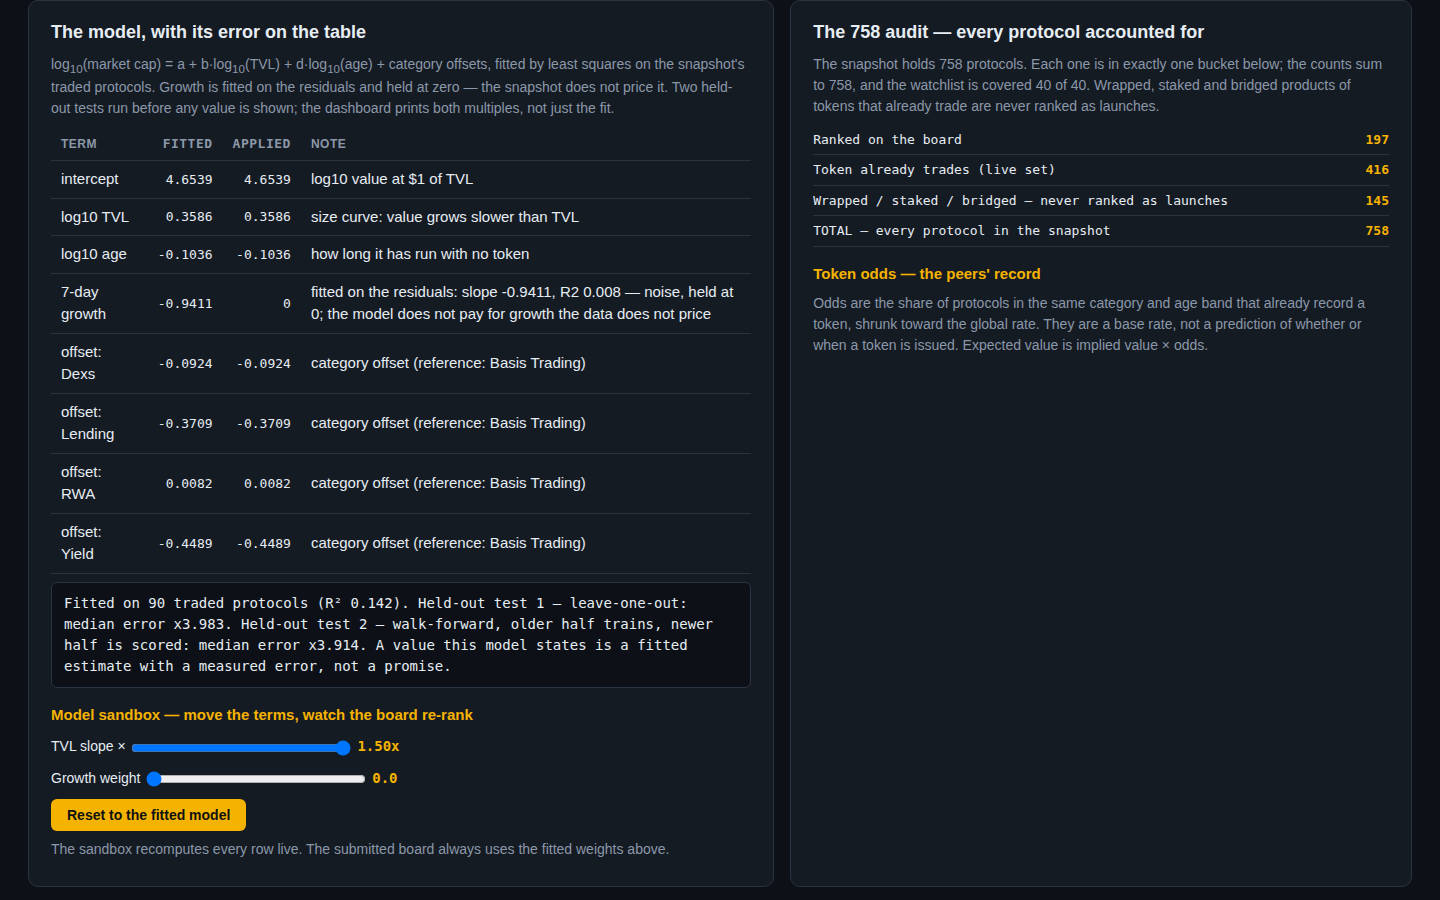 The model, with its error on the table
log10(market cap) = a + b·log10(TVL) + d·log10(age) + category offsets, fitted by least squares on the snapshot's
traded protocols. Growth is fitted on the residuals and held at zero — the snapshot does not price it. Two held-
out tests run before any value is shown; the dashboard prints both multiples, not just the fit.
TERM FITTED APPLIED NOTE
intercept 4.6539 4.6539 log10 value at $1 of TVL
log10 TVL 0.3586 0.3586 size curve: value grows slower than TVL
log10 age -0.1036 -0.1036 how long it has run with no token
7-day
growth -0.9411 0 fitted on the residuals: slope -0.9411, R2 0.008 — noise, held at
0; the model does not pay for growth the data does not price
offset:
Dexs -0.0924 -0.0924 category offset (reference: Basis Trading)
offset:
Lending -0.3709 -0.3709 category offset (reference: Basis Trading)
offset:
RWA 0.0082 0.0082 category offset (reference: Basis Trading)
offset:
Yield -0.4489 -0.4489 category offset (reference: Basis Trading)
Fitted on 90 traded protocols (R² 0.142). Held-out test 1 — leave-one-out:
median error x3.983. Held-out test 2 — walk-forward, older half trains, newer
half is scored: median error x3.914. A value this model states is a fitted
estimate with a measured error, not a promise.
Model sandbox — move the terms, watch the board re-rank
TVL slope × 1.50x
Growth weight 0.0
Reset to the fitted model
The sandbox recomputes every row live. The submitted board always uses the fitted weights above.
The 758 audit — every protocol accounted for
The snapshot holds 758 protocols. Each one is in exactly one bucket below; the counts sum
to 758, and the watchlist is covered 40 of 40. Wrapped, staked and bridged products of
tokens that already trade are never ranked as launches.
Ranked on the board 197
Token already trades (live set) 416
Wrapped / staked / bridged — never ranked as launches 145
TOTAL — every protocol in the snapshot 758
Token odds — the peers' record
Odds are the share of protocols in the same category and age band that already record a
token, shrunk toward the global rate. They are a base rate, not a prediction of whether or
when a token is issued. Expected value is implied value × odds.